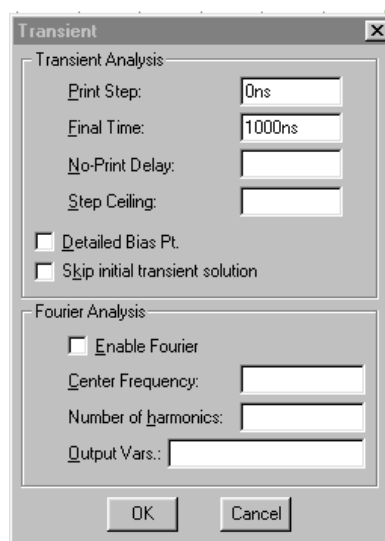 Transient
Transient Analysis
Print Step: 0ns
Final Time: 1000ns
No-Print Delay:
Step Ceiling:
Detailed Bias Pt.
Skip initial transient solution
Fourier Analysis
Enable Fourier
Center Frequency:
Number of harmonics:
Output Vars.:
OK Cancel